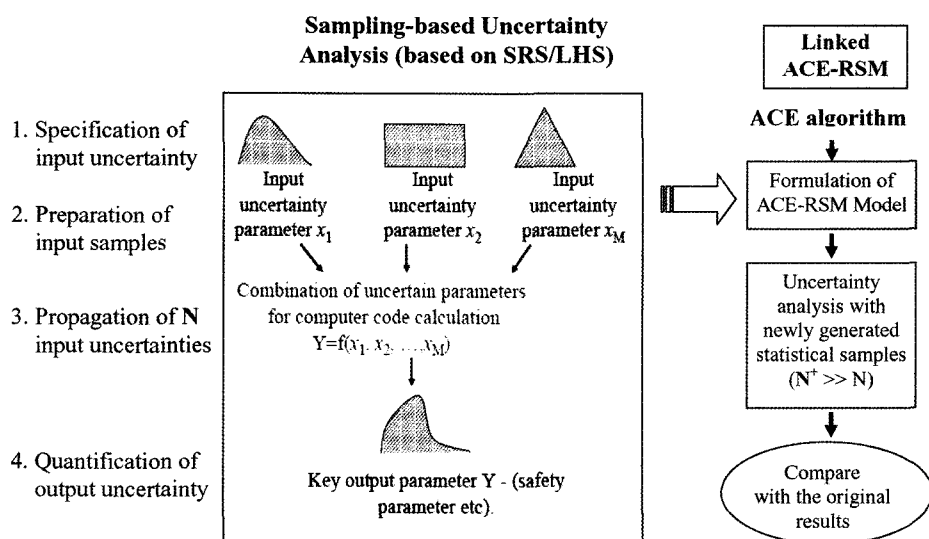 Sampling-based Uncertainty
Analysis (based on SRS/LHS)
1. Specification of
input uncertainty
2. Preparation of
input samples
3. Propagation of N
input uncertainties
4. Quantification of
output uncertainty
Input
uncertainty
parameter x1
Input
uncertainty
parameter x2
Input
uncertainty
parameter xM
Combination of uncertain parameters
for computer code calculation
Y=f(x1, x2, ...,xM)
Key output parameter Y - (safety
parameter etc).
Linked
ACE-RSM
ACE algorithm
Formulation of
ACE-RSM Model
Uncertainty
analysis with
newly generated
statistical samples
(N+ >> N)
Compare
with the original
results